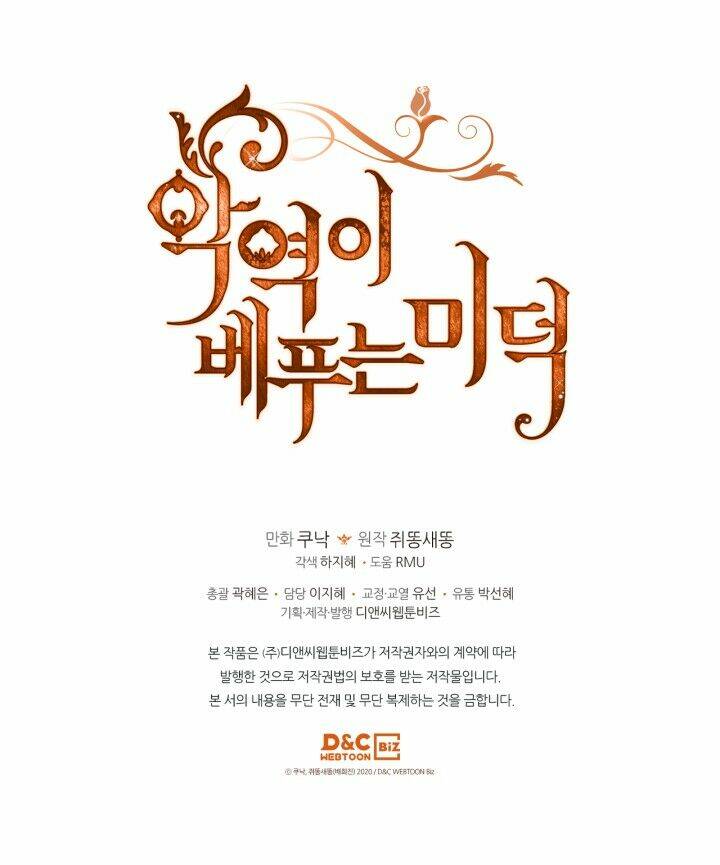 악역이
베푸는 미덕
만화 쿠낙 원작 쥐똥새똥
각색 하지혜 • 도움 RMU
총괄 곽혜은 • 담당 이지혜 • 교정·교열 유선 • 유통 박선혜
기획·제작·발행 디앤씨웹툰비즈
본 작품은 (주)디앤씨웹툰비즈가 저작권자와의 계약에 따라
발행한 것으로 저작권법의 보호를 받는 저작물입니다.
본 서의 내용을 무단 전재 및 무단 복제하는 것을 금합니다.
D&C BiZ
WEBTOON
ⓒ 쿠낙, 쥐똥새똥(배희진) 2020 / D&C WEBTOON Biz